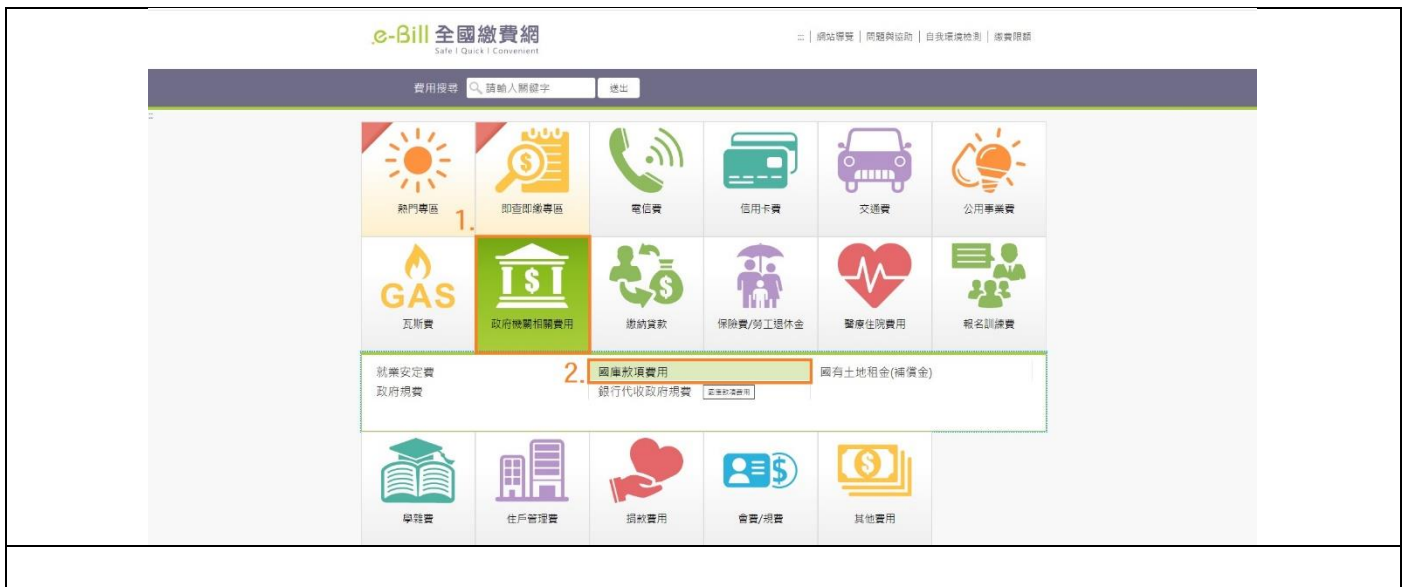 e-Bill 全國繳費網
Safe | Quick | Convenient
::: | 網站導覽 | 問題與協助 | 自我環境檢測 | 繳費限額
費用搜尋 請輸入關鍵字 送出
:::
熱門專區 即查即繳專區 電信費 信用卡費 交通費 公用事業費
1.
GAS
瓦斯費 政府機關相關費用 繳納貸款 保險費/勞工退休金 醫療住院費用 報名訓練費
就業安定費 2. 國庫款項費用 國有土地租金(補償金)
政府規費 銀行代收政府規費 國庫款項費用
學雜費 住戶管理費 捐款費用 會費/規費 其他費用